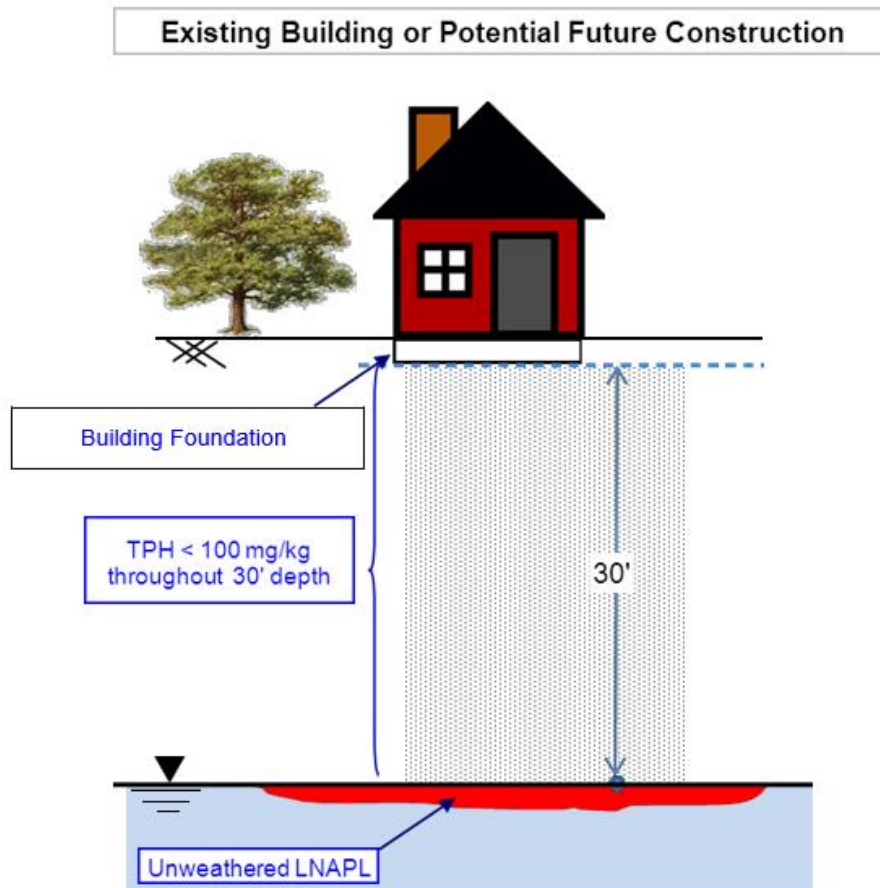 Existing Building or Potential Future Construction
Building Foundation
TPH < 100 mg/kg
throughout 30' depth
30'
Unweathered LNAPL